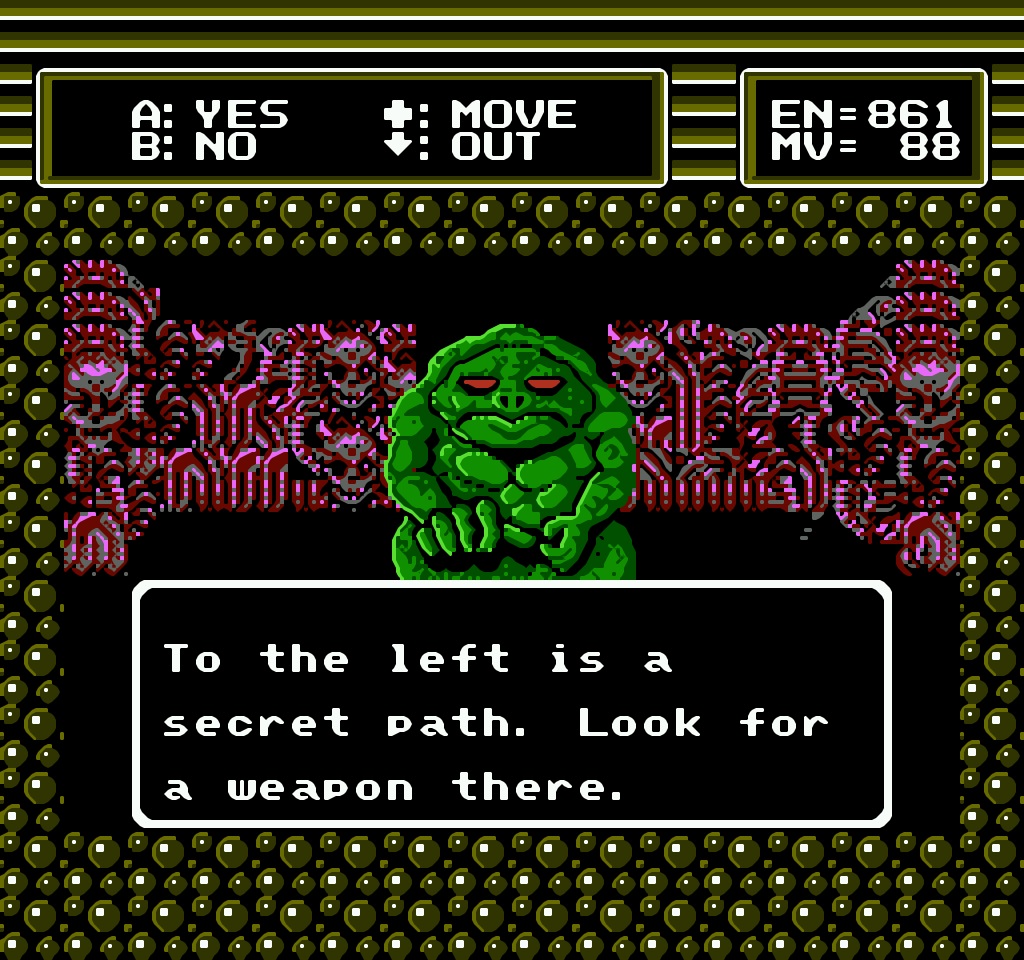 A: YES ✚: MOVE EN=861
B: NO ⬇: OUT MV= 88
To the left is a
secret path. Look for
a weapon there.